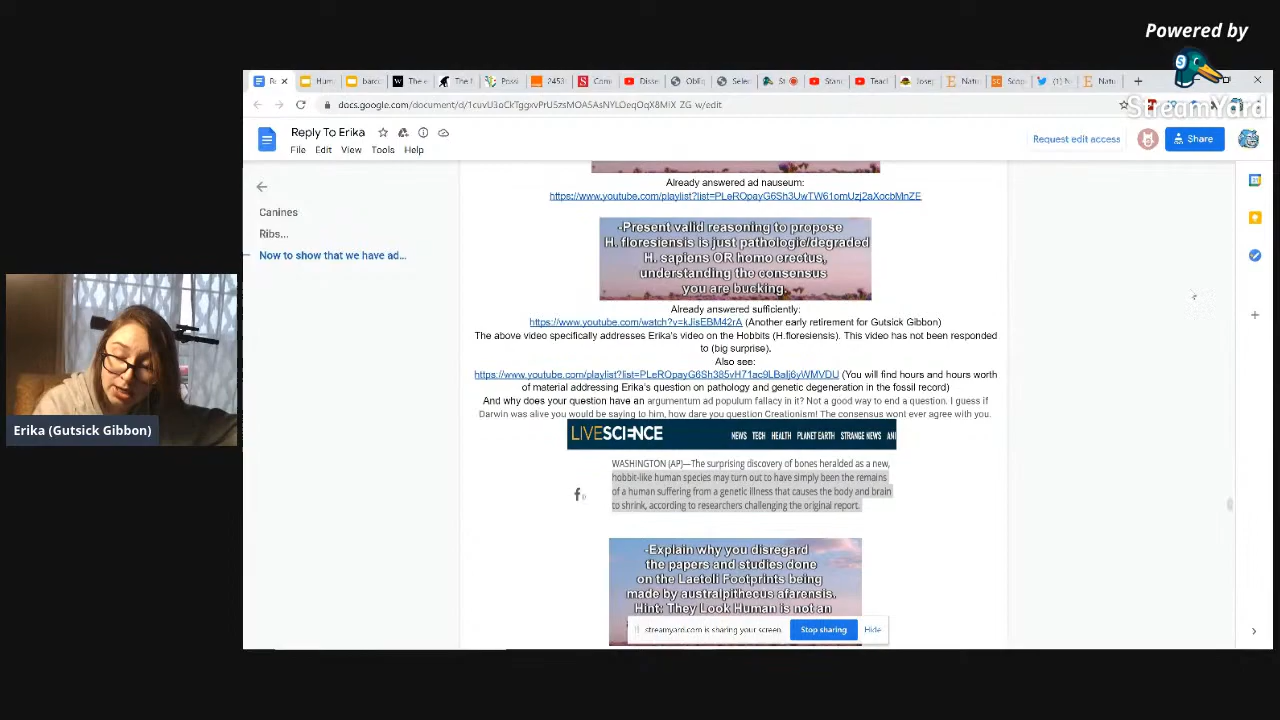 Powered by
StreamYard
docs.google.com/document/d/1cuvU3oCkTggxvPrUSzsMOA5AsNYLOeqOqX8MiX_ZG_w/edit
Reply To Erika
Request edit access
Share
File Edit View Tools Help
Canines
Ribs...
Now to show that we have ad...
Already answered ad nauseum:
https://www.youtube.com/playlist?list=PLeROpayG6Sh3UwTW61omUzj2aXocbMnZE
-Present valid reasoning to propose
H. floresiensis is just pathologic/degraded
H. sapiens OR homo erectus,
understanding the consensus
you are bucking.
Already answered sufficiently:
https://www.youtube.com/watch?v=kJisEBM42rA (Another early retirement for Gutsick Gibbon)
The above video specifically addresses Erika's video on the Hobbits (H.floresiensis). This video has not been responded
to (big surprise).
Also see:
https://www.youtube.com/playlist?list=PLeROpayG6Sh385vH71ac9LBaIj6yWMVDU (You will find hours and hours worth
of material addressing Erika's question on pathology and genetic degeneration in the fossil record)
And why does your question have an argumentum ad populum fallacy in it? Not a good way to end a question. I guess if
Darwin was alive you would be saying to him, how dare you question Creationism! The consensus wont ever agree with you.
LIVESCIENCE NEWS TECH HEALTH PLANET EARTH STRANGE NEWS ANI
WASHINGTON (AP)—The surprising discovery of bones heralded as a new,
hobbit-like human species may turn out to have simply been the remains
of a human suffering from a genetic illness that causes the body and brain
to shrink, according to researchers challenging the original report.
-Explain why you disregard
the papers and studies done
on the Laetoli Footprints being
made by australpithecus afarensis.
Hint: They Look Human is not an
streamyard.com is sharing your screen.
Stop sharing
Hide
Erika (Gutsick Gibbon)